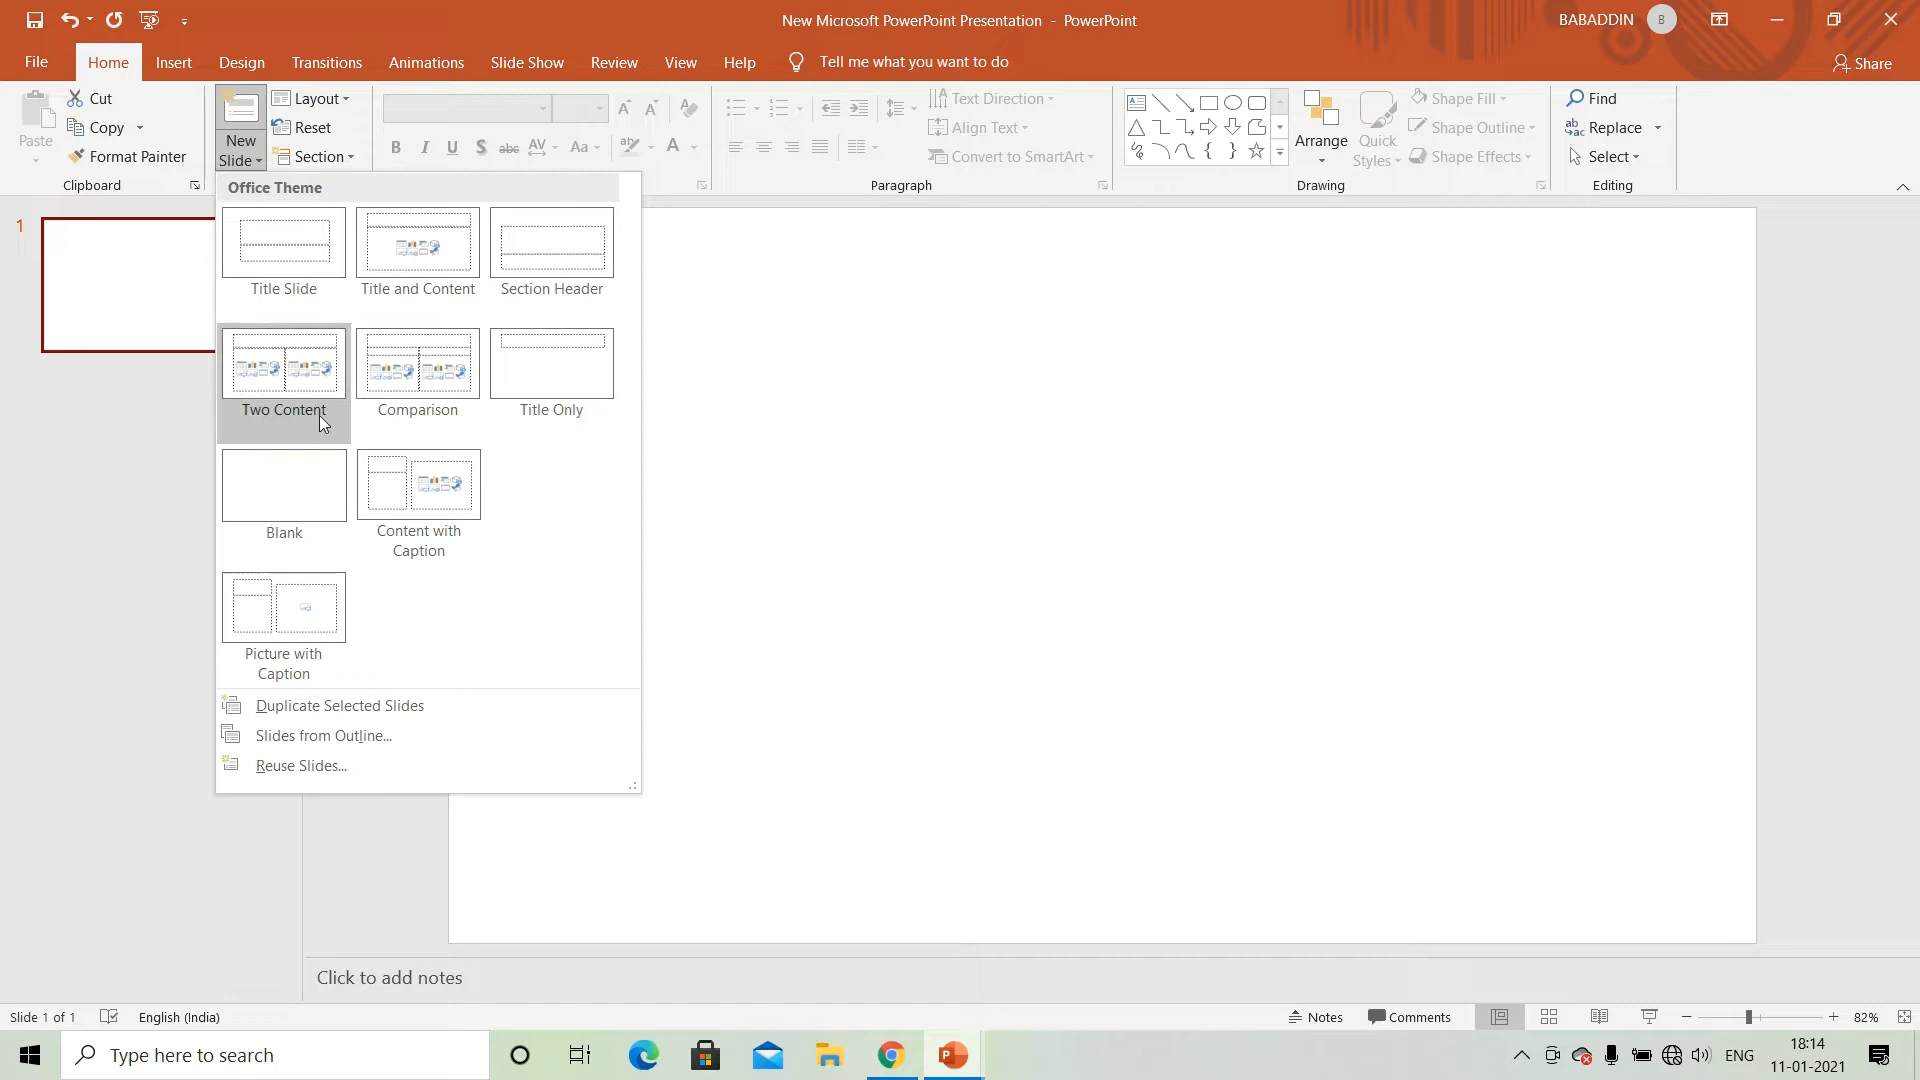 New Microsoft PowerPoint Presentation - PowerPoint
BABADDIN
B
File
Home
Insert
Design
Transitions
Animations
Slide Show
Review
View
Help
Tell me what you want to do
Share
Paste
Cut
Copy
Format Painter
Clipboard
New
Slide
Layout
Reset
Section
B
I
U
S
abc
AV
Aa
A
Text Direction
Align Text
Convert to SmartArt
Paragraph
Arrange
Quick
Styles
Shape Fill
Shape Outline
Shape Effects
Drawing
Find
Replace
Select
Editing
1
Office Theme
Title Slide
Title and Content
Section Header
Two Content
Comparison
Title Only
Blank
Content with
Caption
Picture with
Caption
Duplicate Selected Slides
Slides from Outline...
Reuse Slides...
Click to add notes
Slide 1 of 1
English (India)
Notes
Comments
82%
Type here to search
ENG
18:14
11-01-2021